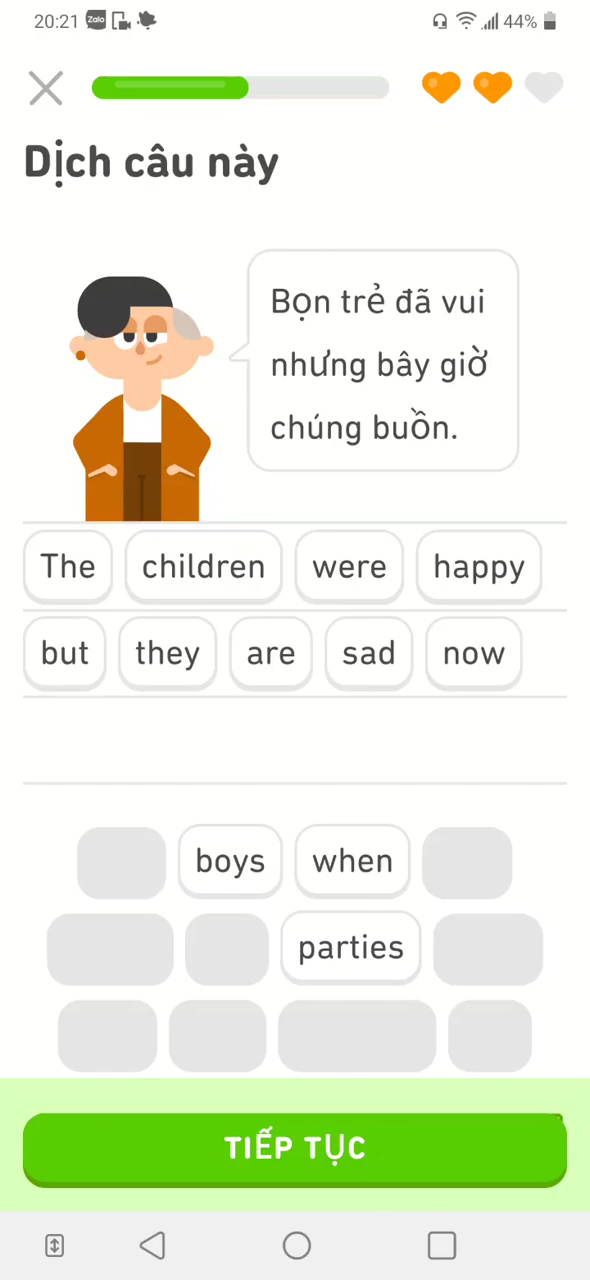 20:21 Zalo 44%
Dịch câu này
Bọn trẻ đã vui
nhưng bây giờ
chúng buồn.
The children were happy
but they are sad now
boys when
parties
TIẾP TỤC